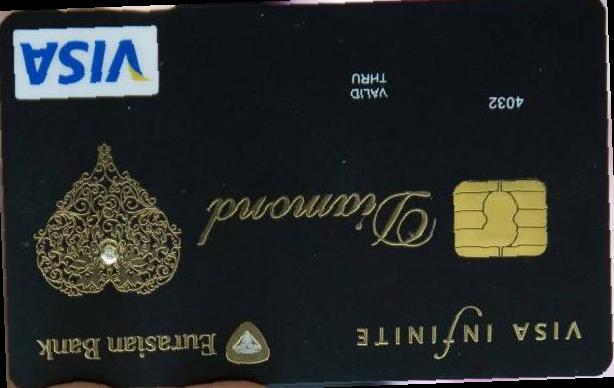 VISA INFINITE
Eurasian Bank
Diamond
4032
VALID
THRU
VISA